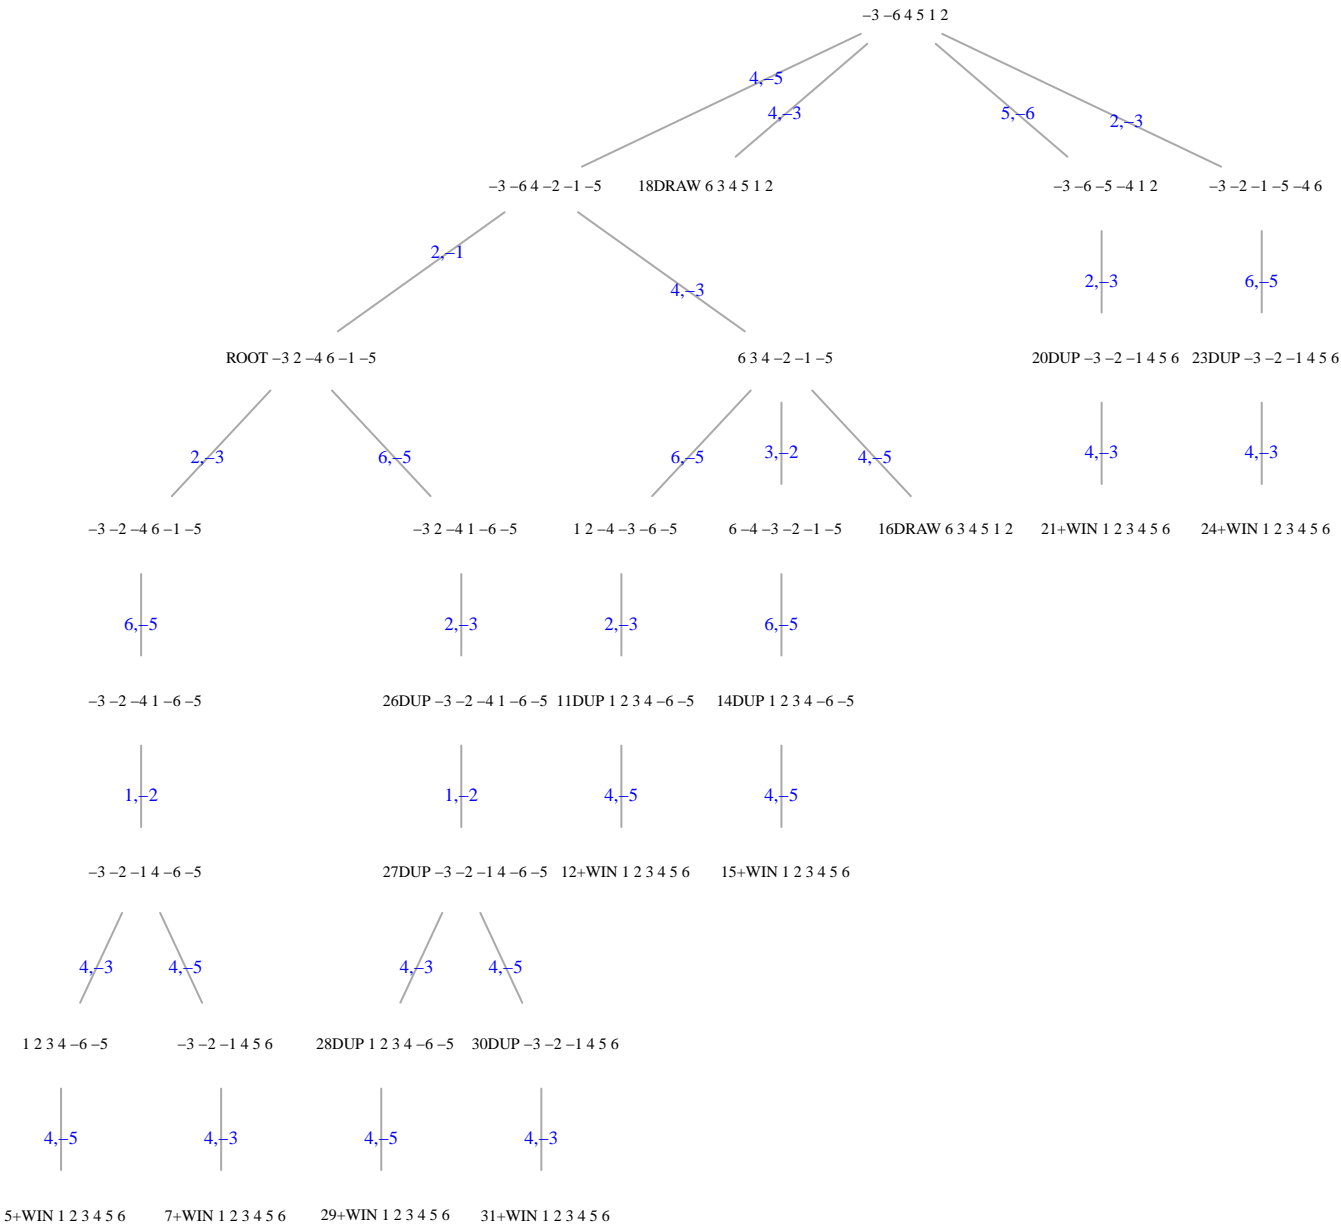 −3 −6 4 5 1 2
4,−5
4,−3
5,−6
2,−3
−3 −6 4 −2 −1 −5
18DRAW 6 3 4 5 1 2
−3 −6 −5 −4 1 2
−3 −2 −1 −5 −4 6
2,−1
4,−3
2,−3
6,−5
ROOT −3 2 −4 6 −1 −5
6 3 4 −2 −1 −5
20DUP −3 −2 −1 4 5 6
23DUP −3 −2 −1 4 5 6
2,−3
6,−5
6,−5
3,−2
4,−5
4,−3
4,−3
−3 −2 −4 6 −1 −5
−3 2 −4 1 −6 −5
1 2 −4 −3 −6 −5
6 −4 −3 −2 −1 −5
16DRAW 6 3 4 5 1 2
21+WIN 1 2 3 4 5 6
24+WIN 1 2 3 4 5 6
6,−5
2,−3
2,−3
6,−5
−3 −2 −4 1 −6 −5
26DUP −3 −2 −4 1 −6 −5
11DUP 1 2 3 4 −6 −5
14DUP 1 2 3 4 −6 −5
1,−2
1,−2
4,−5
4,−5
−3 −2 −1 4 −6 −5
27DUP −3 −2 −1 4 −6 −5
12+WIN 1 2 3 4 5 6
15+WIN 1 2 3 4 5 6
4,−3
4,−5
4,−3
4,−5
1 2 3 4 −6 −5
−3 −2 −1 4 5 6
28DUP 1 2 3 4 −6 −5
30DUP −3 −2 −1 4 5 6
4,−5
4,−3
4,−5
4,−3
5+WIN 1 2 3 4 5 6
7+WIN 1 2 3 4 5 6
29+WIN 1 2 3 4 5 6
31+WIN 1 2 3 4 5 6